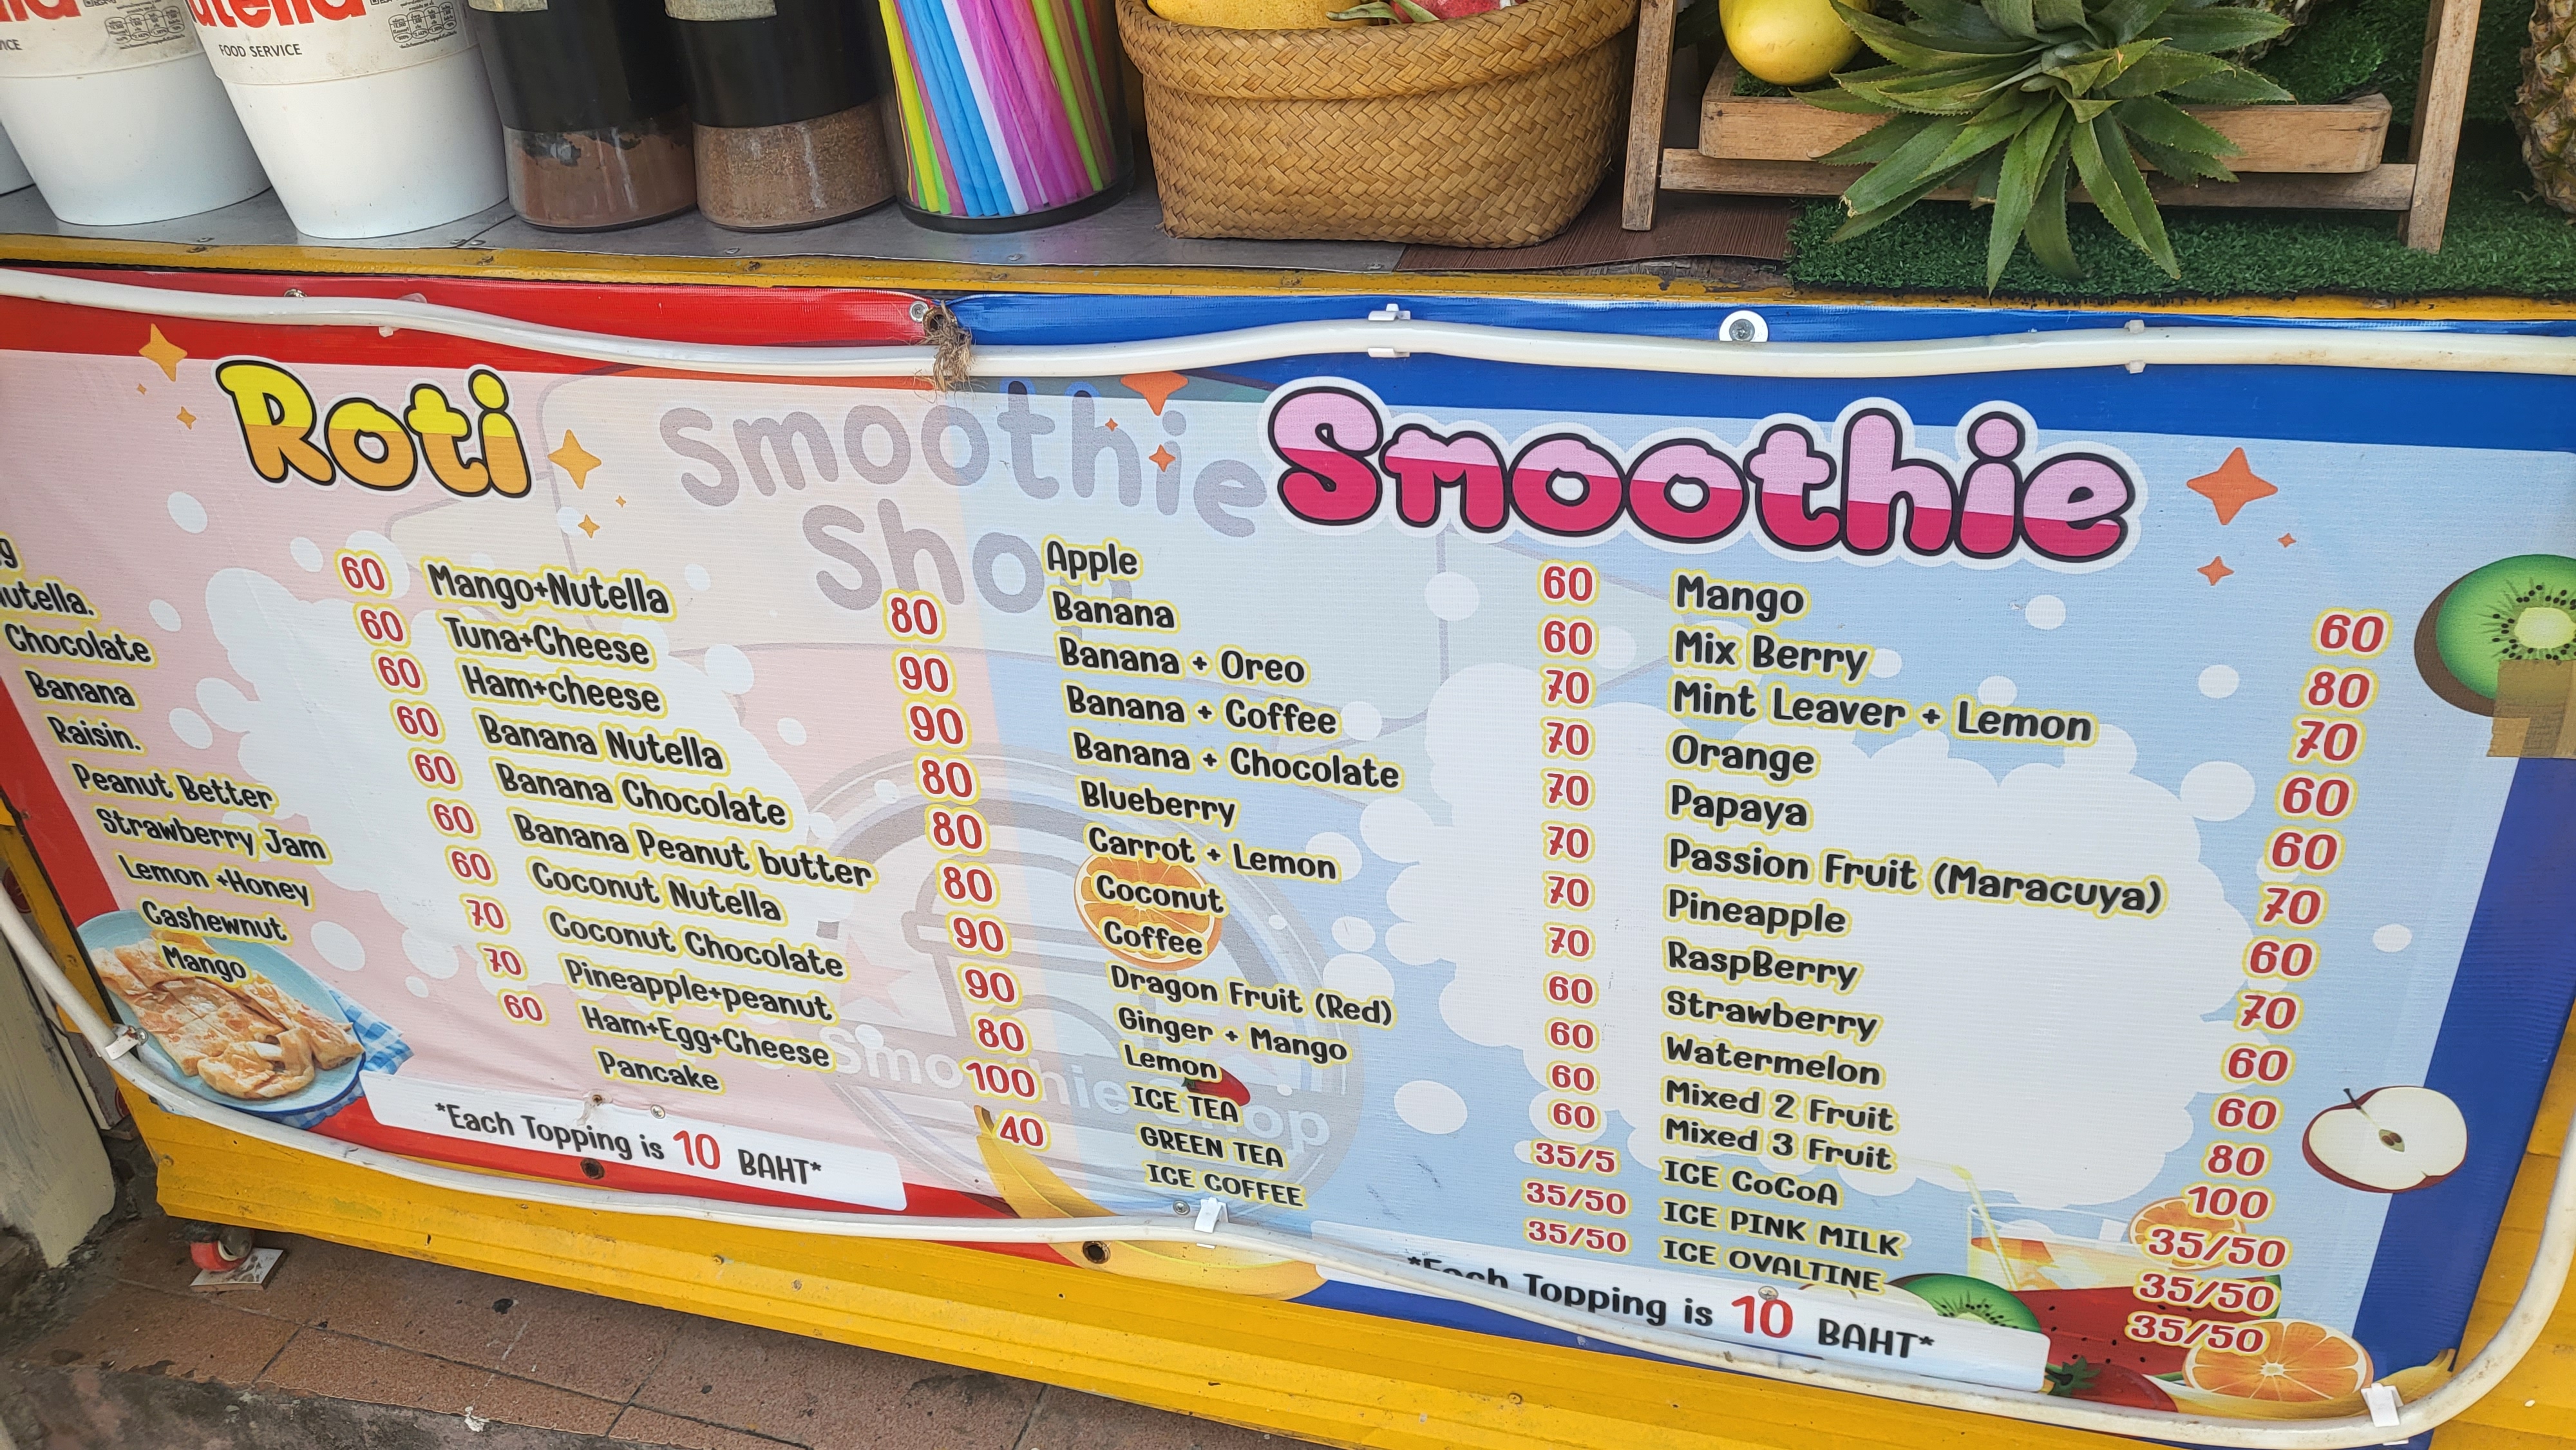 utella
FOOD SERVICE
Roti
60
utella. 60
Chocolate 60
Banana 60
Raisin. 60
Peanut Better 60
Strawberry Jam 60
Lemon +Honey 70
Cashewnut 70
Mango 60
Mango+Nutella 80
Tuna+Cheese 90
Ham+cheese 90
Banana Nutella 80
Banana Chocolate 80
Banana Peanut butter 80
Coconut Nutella 90
Coconut Chocolate 90
Pineapple+peanut 80
Ham+Egg+Cheese 100
Pancake 40
*Each Topping is 10 BAHT*
Smoothie
Shop
Smoothie Shop
Smoothie
Apple 60
Banana 60
Banana + Oreo 70
Banana + Coffee 70
Banana + Chocolate 70
Blueberry 70
Carrot + Lemon 70
Coconut 70
Coffee 60
Dragon Fruit (Red) 60
Ginger + Mango 60
Lemon 60
ICE TEA 35/5
GREEN TEA 35/50
ICE COFFEE 35/50
Mango 60
Mix Berry 80
Mint Leaver + Lemon 70
Orange 60
Papaya 60
Passion Fruit (Maracuya) 70
Pineapple 60
RaspBerry 70
Strawberry 60
Watermelon 60
Mixed 2 Fruit 80
Mixed 3 Fruit 100
ICE CoCoA 35/50
ICE PINK MILK 35/50
ICE OVALTINE 35/50
*Each Topping is 10 BAHT*